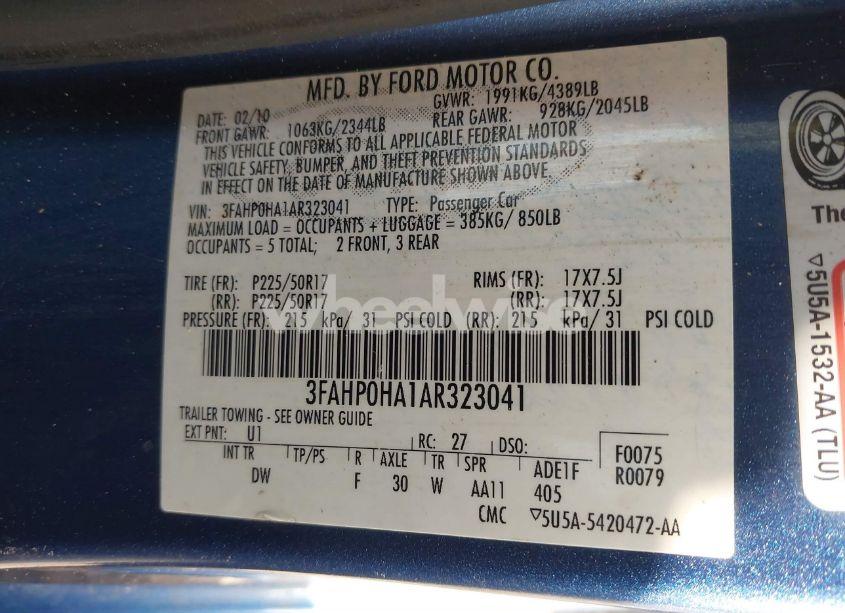 MFD. BY FORD MOTOR CO.
DATE: 02/10 GVWR: 1991KG/4389LB
FRONT GAWR: 1063KG/2344LB REAR GAWR: 928KG/2045LB
THIS VEHICLE CONFORMS TO ALL APPLICABLE FEDERAL MOTOR
VEHICLE SAFETY, BUMPER, AND THEFT PREVENTION STANDARDS
IN EFFECT ON THE DATE OF MANUFACTURE SHOWN ABOVE.
VIN: 3FAHP0HA1AR323041 TYPE: Passenger Car
MAXIMUM LOAD = OCCUPANTS + LUGGAGE = 385KG/ 850LB
OCCUPANTS = 5 TOTAL; 2 FRONT, 3 REAR
TIRE (FR): P225/50R17 RIMS (FR): 17X7.5J
(RR): P225/50R17 (RR): 17X7.5J
PRESSURE (FR): 215 kPa/ 31 PSI COLD (RR): 215 kPa/ 31 PSI COLD
3FAHP0HA1AR323041
TRAILER TOWING - SEE OWNER GUIDE
EXT PNT: U1 RC: 27 DSO: F0075
INT TR TP/PS R AXLE TR SPR ADE1F R0079
DW F 30 W AA11 405
CMC ▽5U5A-5420472-AA
The
▽5U5A-1532-AA (TLU)
wheelwise